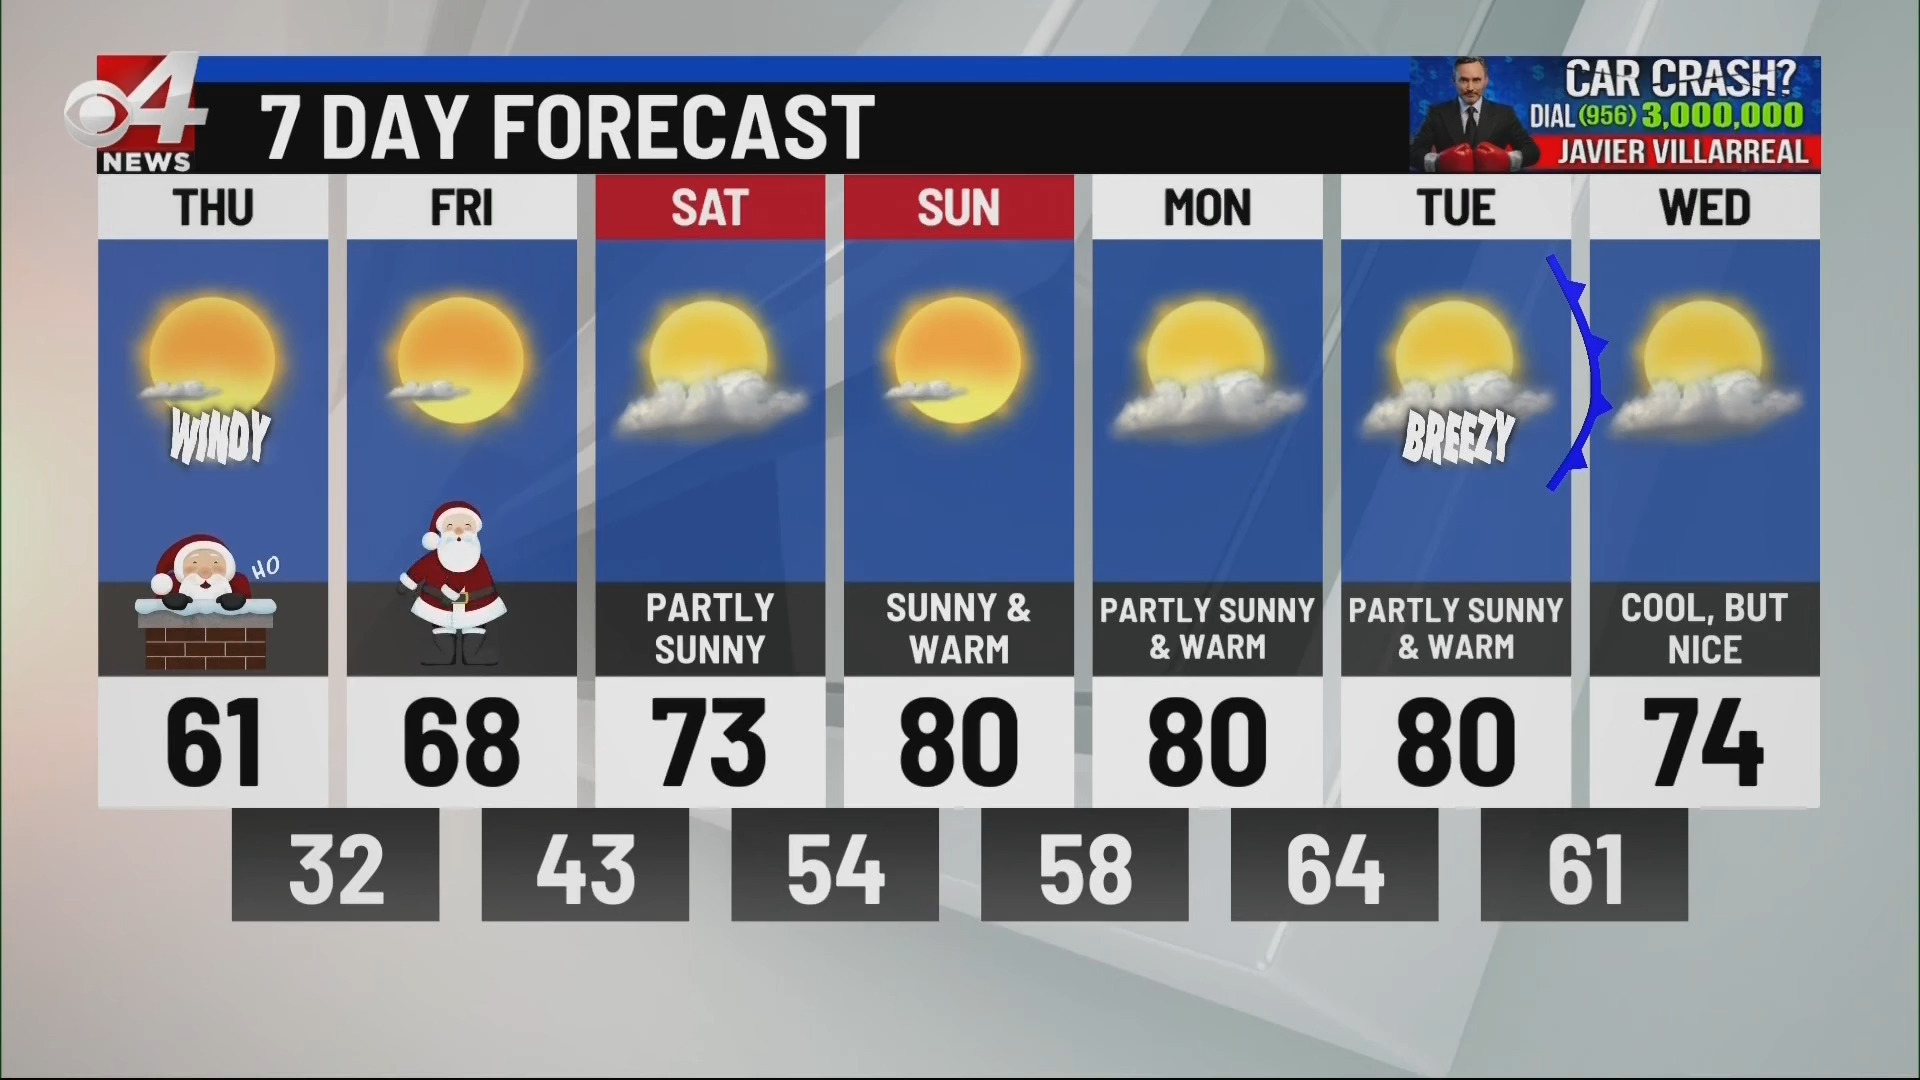 4
NEWS
7 DAY FORECAST
CAR CRASH?
DIAL (956) 3,000,000
JAVIER VILLARREAL
THU
FRI
SAT
SUN
MON
TUE
WED
WINDY
BREEZY
HO
PARTLY
SUNNY
SUNNY &
WARM
PARTLY SUNNY
& WARM
PARTLY SUNNY
& WARM
COOL, BUT
NICE
61
68
73
80
80
80
74
32
43
54
58
64
61